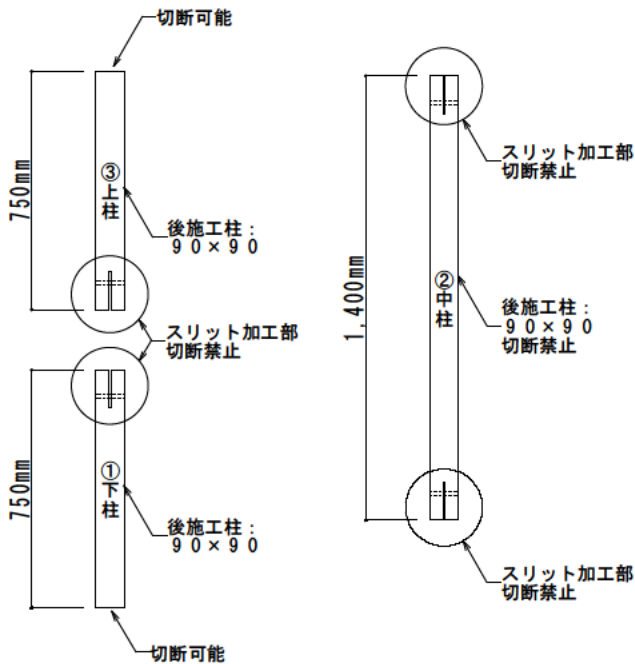 切断可能
750mm
③上柱
後施工柱：
９０×９０
スリット加工部
切断禁止
750mm
①下柱
後施工柱：
９０×９０
切断可能
スリット加工部
切断禁止
1,400mm
②中柱
後施工柱：
９０×９０
切断禁止
スリット加工部
切断禁止